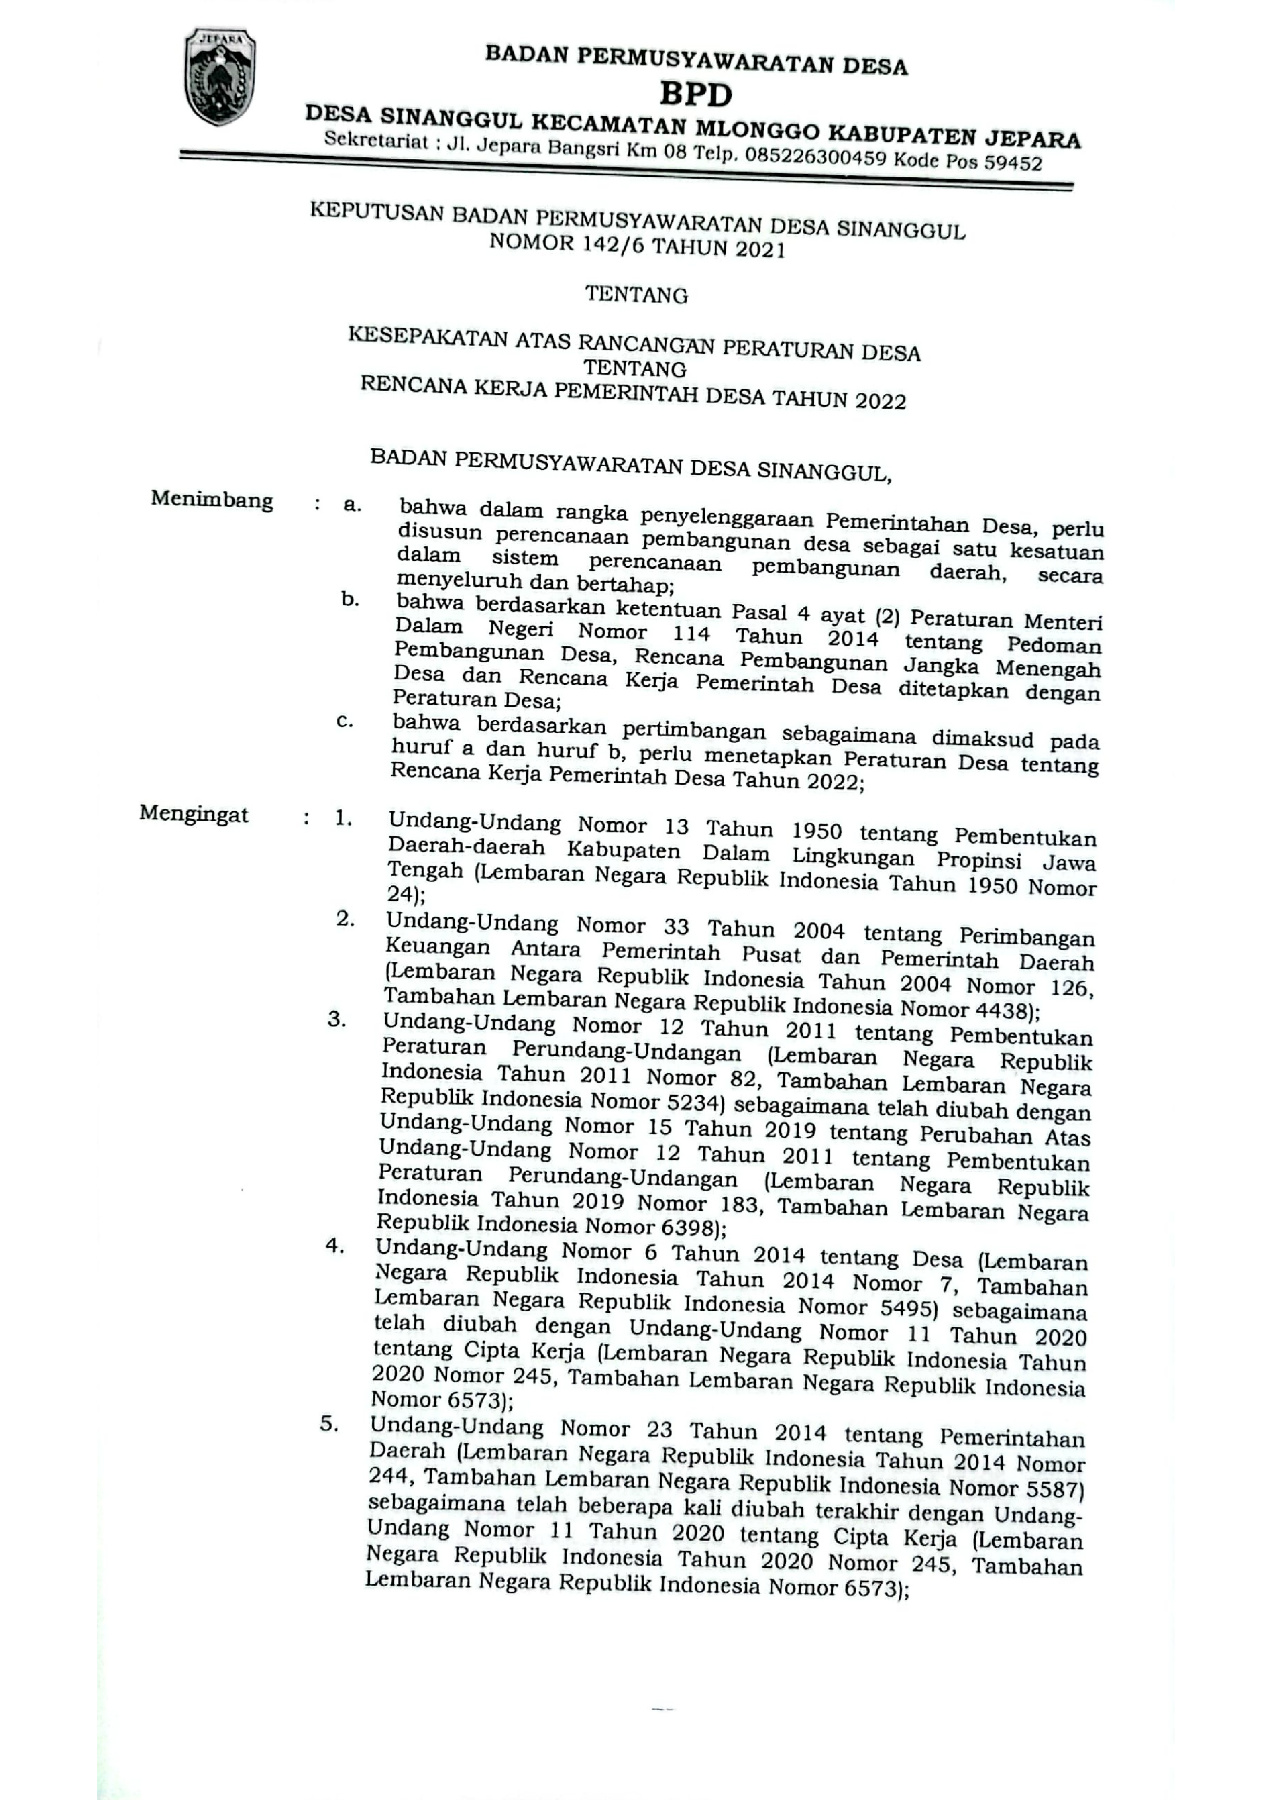 JEPARA
BADAN PERMUSYAWARATAN DESA
BPD
DESA SINANGGUL KECAMATAN MLONGGO KABUPATEN JEPARA
Sekretariat : Jl. Jepara Bangsri Km 08 Telp. 085226300459 Kode Pos 59452
KEPUTUSAN BADAN PERMUSYAWARATAN DESA SINANGGUL
NOMOR 142/6 TAHUN 2021
TENTANG
KESEPAKATAN ATAS RANCANGAN PERATURAN DESA
TENTANG
RENCANA KERJA PEMERINTAH DESA TAHUN 2022
BADAN PERMUSYAWARATAN DESA SINANGGUL,
Menimbang : a. bahwa dalam rangka penyelenggaraan Pemerintahan Desa, perlu
disusun perencanaan pembangunan desa sebagai satu kesatuan
dalam sistem perencanaan pembangunan daerah, secara
menyeluruh dan bertahap;
b. bahwa berdasarkan ketentuan Pasal 4 ayat (2) Peraturan Menteri
Dalam Negeri Nomor 114 Tahun 2014 tentang Pedoman
Pembangunan Desa, Rencana Pembangunan Jangka Menengah
Desa dan Rencana Kerja Pemerintah Desa ditetapkan dengan
Peraturan Desa;
c. bahwa berdasarkan pertimbangan sebagaimana dimaksud pada
huruf a dan huruf b, perlu menetapkan Peraturan Desa tentang
Rencana Kerja Pemerintah Desa Tahun 2022;
Mengingat : 1. Undang-Undang Nomor 13 Tahun 1950 tentang Pembentukan
Daerah-daerah Kabupaten Dalam Lingkungan Propinsi Jawa
Tengah (Lembaran Negara Republik Indonesia Tahun 1950 Nomor
24);
2. Undang-Undang Nomor 33 Tahun 2004 tentang Perimbangan
Keuangan Antara Pemerintah Pusat dan Pemerintah Daerah
(Lembaran Negara Republik Indonesia Tahun 2004 Nomor 126,
Tambahan Lembaran Negara Republik Indonesia Nomor 4438);
3. Undang-Undang Nomor 12 Tahun 2011 tentang Pembentukan
Peraturan Perundang-Undangan (Lembaran Negara Republik
Indonesia Tahun 2011 Nomor 82, Tambahan Lembaran Negara
Republik Indonesia Nomor 5234) sebagaimana telah diubah dengan
Undang-Undang Nomor 15 Tahun 2019 tentang Perubahan Atas
Undang-Undang Nomor 12 Tahun 2011 tentang Pembentukan
Peraturan Perundang-Undangan (Lembaran Negara Republik
Indonesia Tahun 2019 Nomor 183, Tambahan Lembaran Negara
Republik Indonesia Nomor 6398);
4. Undang-Undang Nomor 6 Tahun 2014 tentang Desa (Lembaran
Negara Republik Indonesia Tahun 2014 Nomor 7, Tambahan
Lembaran Negara Republik Indonesia Nomor 5495) sebagaimana
telah diubah dengan Undang-Undang Nomor 11 Tahun 2020
tentang Cipta Kerja (Lembaran Negara Republik Indonesia Tahun
2020 Nomor 245, Tambahan Lembaran Negara Republik Indonesia
Nomor 6573);
5. Undang-Undang Nomor 23 Tahun 2014 tentang Pemerintahan
Daerah (Lembaran Negara Republik Indonesia Tahun 2014 Nomor
244, Tambahan Lembaran Negara Republik Indonesia Nomor 5587)
sebagaimana telah beberapa kali diubah terakhir dengan Undang-
Undang Nomor 11 Tahun 2020 tentang Cipta Kerja (Lembaran
Negara Republik Indonesia Tahun 2020 Nomor 245, Tambahan
Lembaran Negara Republik Indonesia Nomor 6573);